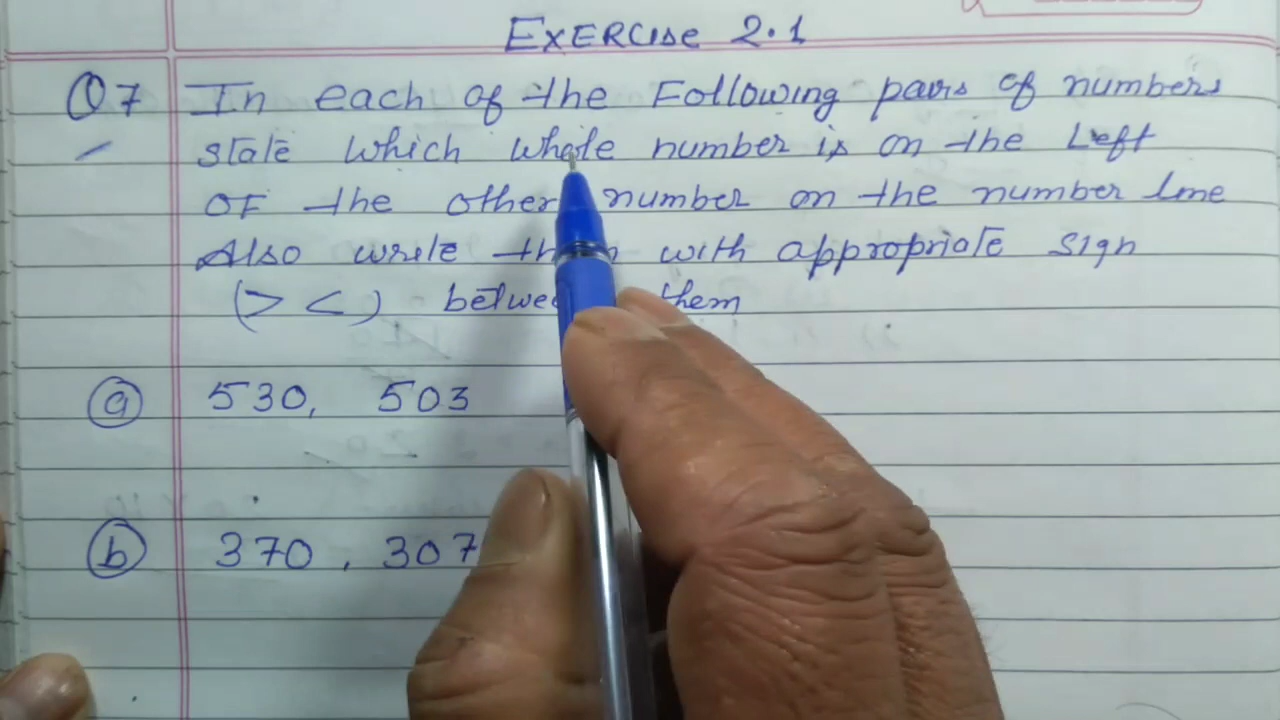 EXERCISE 2.1
Q7 In each of the Following pairs of numbers
state which whole number is on the Left
OF the other number on the number line
Also write them with appropriate sign
(> <) between them
(a) 530, 503
(b) 370, 307